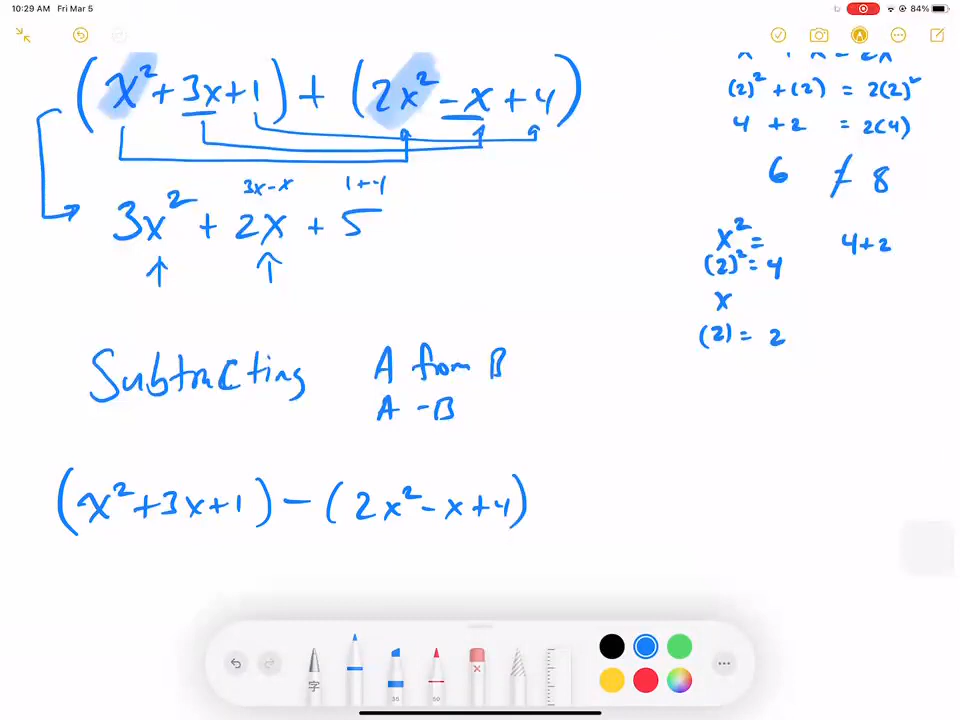 10:29 AM Fri Mar 5
84%
(x² + 3x + 1) + (2x² - x + 4)
3x-x 1+4
3x² + 2x + 5
(2)² + (2) = 2(2)²
4 + 2 = 2(4)
6 ≠ 8
x² =
4+2
(2)² = 4
x
(2) = 2
Subtracting A from B
A - B
(x² + 3x + 1) - (2x² - x + 4)
字
35
50